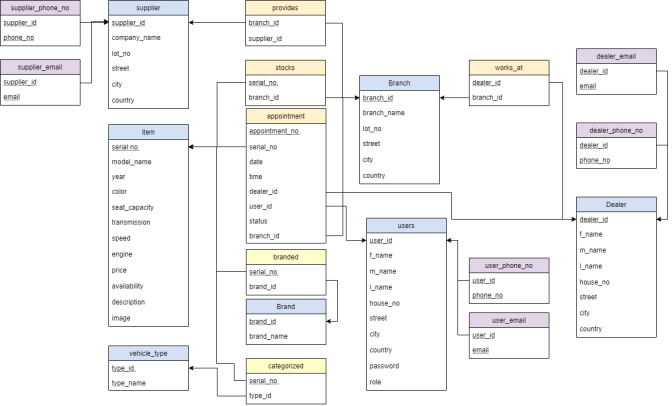 supplier_phone_no
supplier_id
phone_no
supplier_email
supplier_id
email
supplier
supplier_id
company_name
lot_no
street
city
country
provides
branch_id
supplier_id
stocks
serial_no.
branch_id
appointment
appointment_no.
serial_no
date
time
dealer_id
user_id
status
branch_id
item
serial no.
model_name
year
color
seat_capacity
transmission
speed
engine
price
availability
description
image
Branch
branch_id
branch_name
lot_no
street
city
country
works_at
dealer_id
branch_id
dealer_email
dealer_id
email
dealer_phone_no
dealer_id
phone_no
Dealer
dealer_id
f_name
m_name
l_name
house_no
street
city
country
users
user_id
f_name
m_name
l_name
house_no
street
city
country
password
role
user_phone_no
user_id
phone_no
user_email
user_id
email
branded
serial_no.
brand_id
Brand
brand_id
brand_name
vehicle_type
type_id.
type_name
categorized
serial_no.
type_id